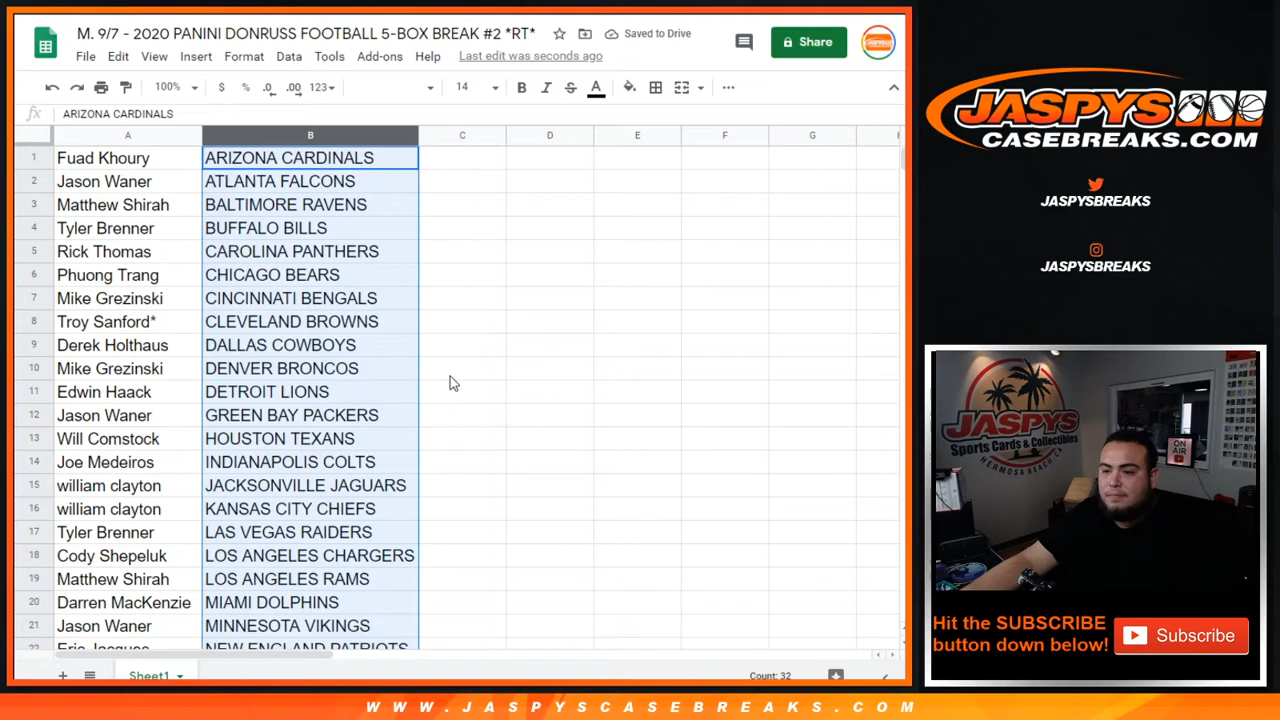 M. 9/7 - 2020 PANINI DONRUSS FOOTBALL 5-BOX BREAK #2 *RT*
Saved to Drive
Share
File Edit View Insert Format Data Tools Add-ons Help Last edit was seconds ago
100% $ % .0 .00 123 14 B I S A
fx ARIZONA CARDINALS
A B C D E F G
1 Fuad Khoury ARIZONA CARDINALS
2 Jason Waner ATLANTA FALCONS
3 Matthew Shirah BALTIMORE RAVENS
4 Tyler Brenner BUFFALO BILLS
5 Rick Thomas CAROLINA PANTHERS
6 Phuong Trang CHICAGO BEARS
7 Mike Grezinski CINCINNATI BENGALS
8 Troy Sanford* CLEVELAND BROWNS
9 Derek Holthaus DALLAS COWBOYS
10 Mike Grezinski DENVER BRONCOS
11 Edwin Haack DETROIT LIONS
12 Jason Waner GREEN BAY PACKERS
13 Will Comstock HOUSTON TEXANS
14 Joe Medeiros INDIANAPOLIS COLTS
15 william clayton JACKSONVILLE JAGUARS
16 william clayton KANSAS CITY CHIEFS
17 Tyler Brenner LAS VEGAS RAIDERS
18 Cody Shepeluk LOS ANGELES CHARGERS
19 Matthew Shirah LOS ANGELES RAMS
20 Darren MacKenzie MIAMI DOLPHINS
21 Jason Waner MINNESOTA VIKINGS
22 Eric Jacques NEW ENGLAND PATRIOTS
Sheet1
Count: 32
JASPYS
CASEBREAKS.COM
JASPYSBREAKS
JASPYSBREAKS
JASPYS
Sports Cards & Collectibles
HERMOSA BEACH, CA
ON AIR
Hit the SUBSCRIBE
button down below!
Subscribe
WWW.JASPYSCASEBREAKS.COM